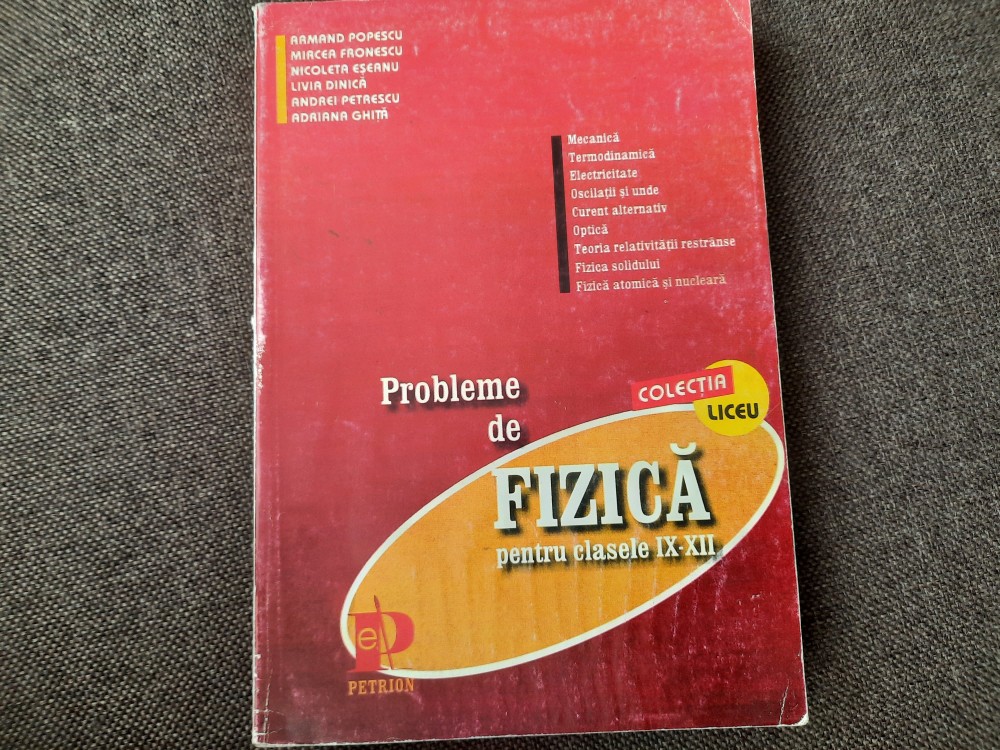 ARMAND POPESCU
MIRCEA FRONESCU
NICOLETA EȘEANU
LIVIA DINICĂ
ANDREI PETRESCU
ADRIANA GHIȚĂ
Mecanică
Termodinamică
Electricitate
Oscilații și unde
Curent alternativ
Optică
Teoria relativității restrânse
Fizica solidului
Fizică atomică și nucleară
Probleme
de
COLECȚIA
LICEU
FIZICĂ
pentru clasele IX-XII
eP
PETRION